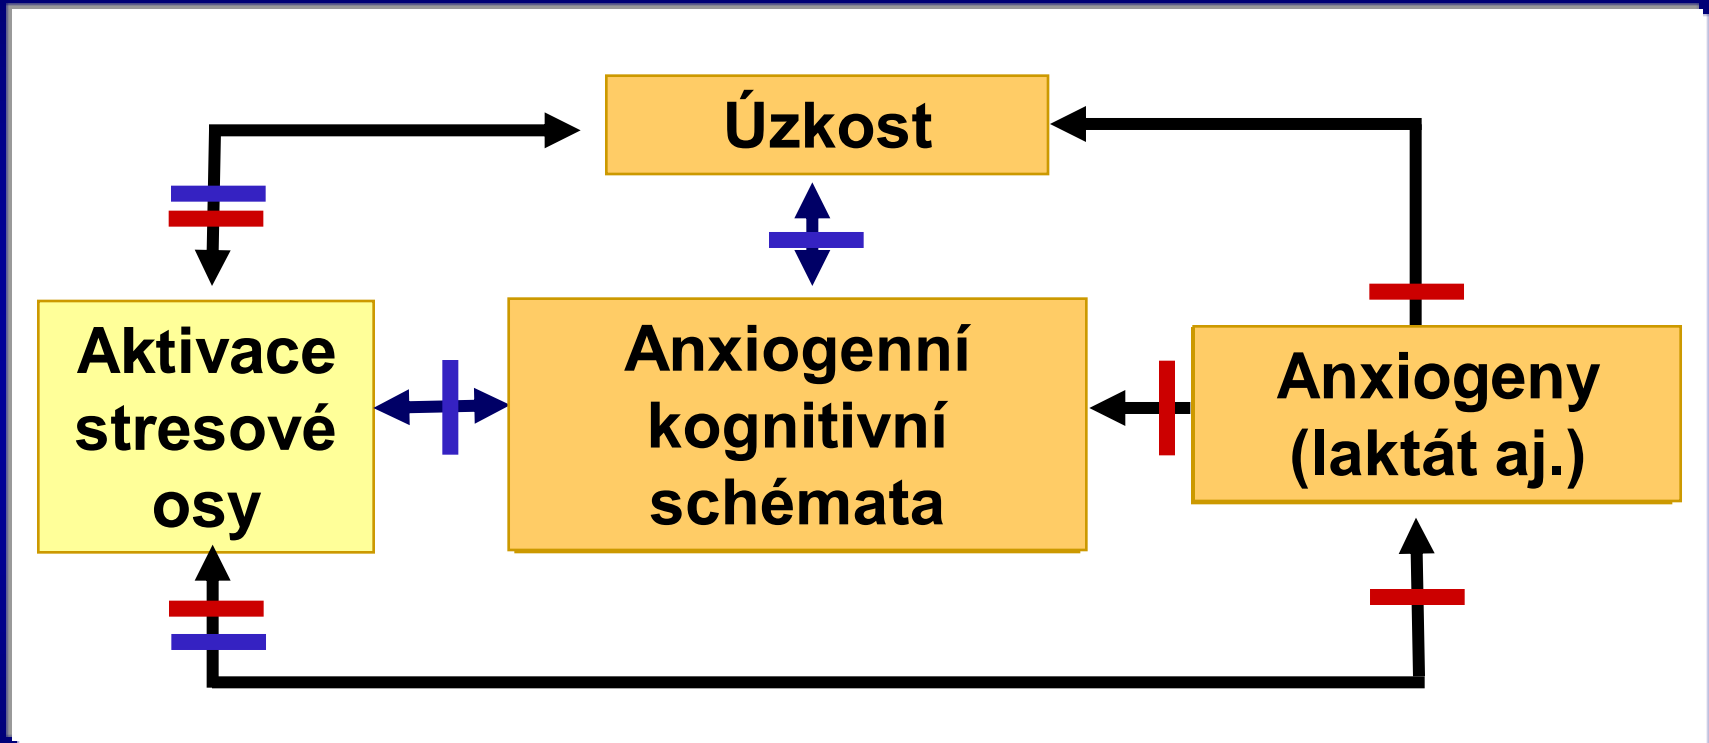 Úzkost
Aktivace
stresové
osy
Anxiogenní
kognitivní
schémata
Anxiogeny
(laktát aj.)